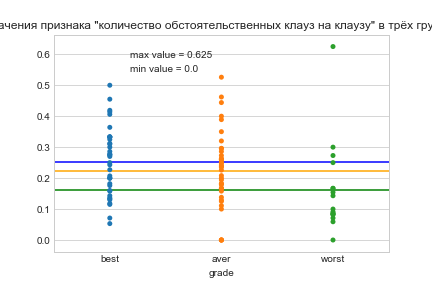 ачения признака "количество обстоятельственных клауз на клаузу" в трёх гру
max value = 0.625
min value = 0.0
0.6
0.5
0.4
0.3
0.2
0.1
0.0
best aver worst
grade